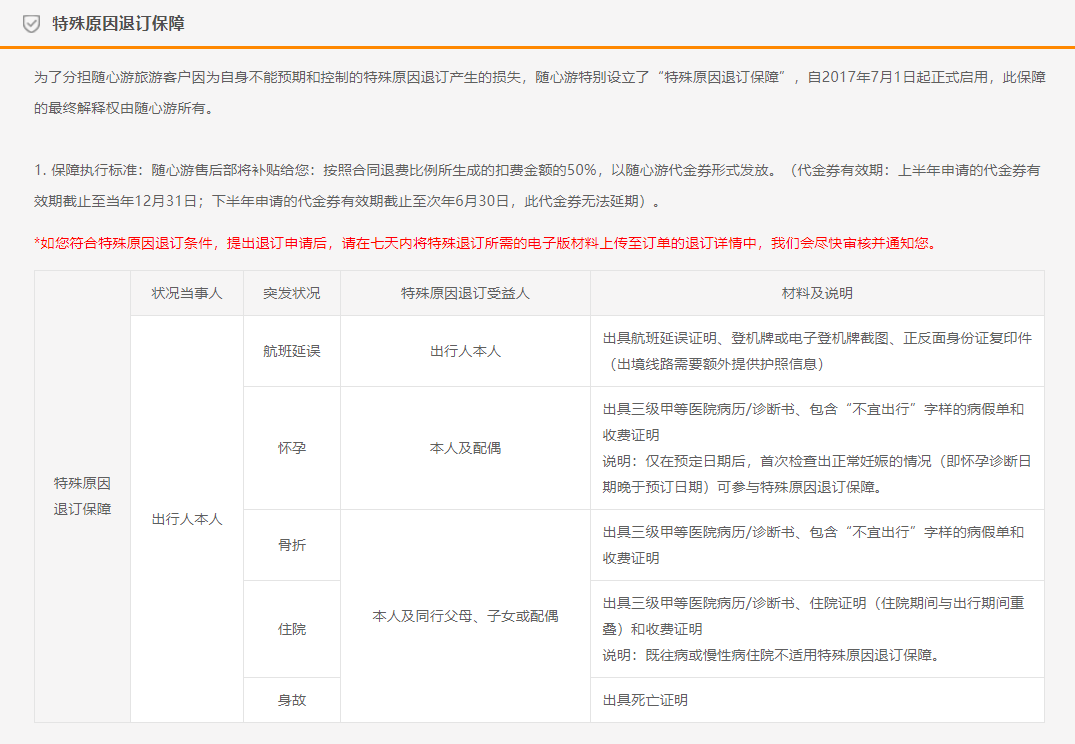 特殊原因退订保障
为了分担随心游旅游客户因为自身不能预期和控制的特殊原因退订产生的损失，随心游特别设立了“特殊原因退订保障”，自2017年7月1日起正式启用，此保障
的最终解释权由随心游所有。
1. 保障执行标准：随心游售后部将补贴给您：按照合同退费比例所生成的扣费金额的50%，以随心游代金券形式发放。（代金券有效期：上半年申请的代金券有
效期截止至当年12月31日；下半年申请的代金券有效期截止至次年6月30日，此代金券无法延期）。
*如您符合特殊原因退订条件，提出退订申请后，请在七天内将特殊退订所需的电子版材料上传至订单的退订详情中，我们会尽快审核并通知您。
状况当事人 突发状况 特殊原因退订受益人 材料及说明
特殊原因
退订保障
出行人本人
航班延误
出行人本人
出具航班延误证明、登机牌或电子登机牌截图、正反面身份证复印件
（出境线路需要额外提供护照信息）
怀孕
本人及配偶
出具三级甲等医院病历/诊断书、包含“不宜出行”字样的病假单和
收费证明
说明：仅在预定日期后，首次检查出正常妊娠的情况（即怀孕诊断日
期晚于预订日期）可参与特殊原因退订保障。
骨折
本人及同行父母、子女或配偶
出具三级甲等医院病历/诊断书、包含“不宜出行”字样的病假单和
收费证明
住院
出具三级甲等医院病历/诊断书、住院证明（住院期间与出行期间重
叠）和收费证明
说明：既往病或慢性病住院不适用特殊原因退订保障。
身故
出具死亡证明